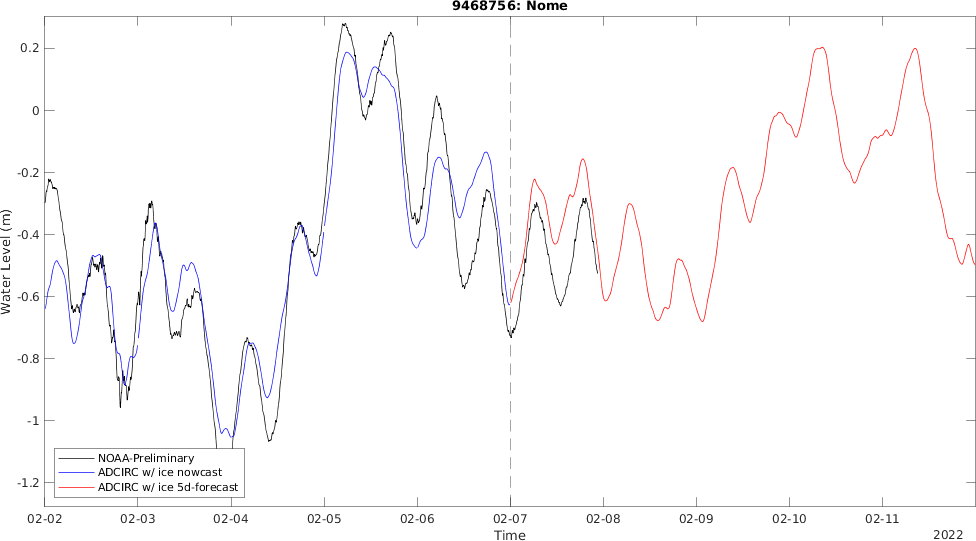 9468756: Nome
Water Level (m)
0.2
0
-0.2
-0.4
-0.6
-0.8
-1
-1.2
NOAA-Preliminary
ADCIRC w/ ice nowcast
ADCIRC w/ ice 5d-forecast
02-02 02-03 02-04 02-05 02-06 02-07 02-08 02-09 02-10 02-11
Time
2022